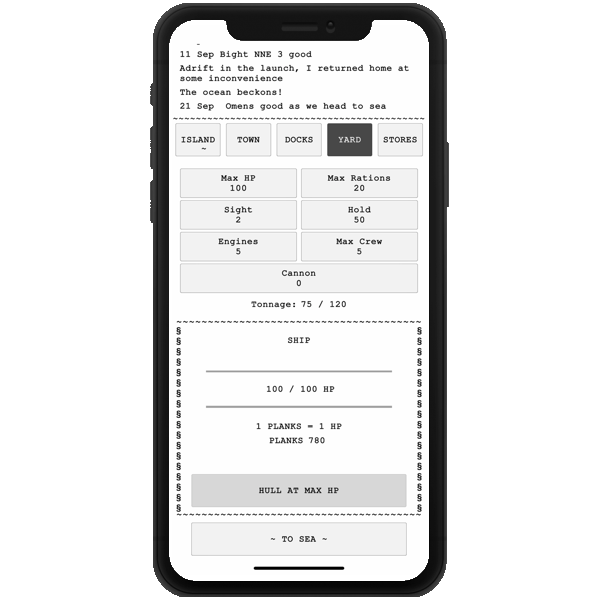 11 Sep Bight NNE 3 good
Adrift in the launch, I returned home at
some inconvenience
The ocean beckons!
21 Sep  Omens good as we head to sea
~~~~~~~~~~~~~~~~~~~~~~~~~~~~~~~~~~~~~~~~~
ISLAND TOWN DOCKS YARD STORES
~
Max HP Max Rations
100 20
Sight Hold
2 50
Engines Max Crew
5 5
Cannon
0
Tonnage: 75 / 120
~~~~~~~~~~~~~~~~~~~~~~~~~~~~~~~~~~~~~~~~~
SHIP
100 / 100 HP
1 PLANKS = 1 HP
PLANKS 780
HULL AT MAX HP
~~~~~~~~~~~~~~~~~~~~~~~~~~~~~~~~~~~~~~~~~
~ TO SEA ~